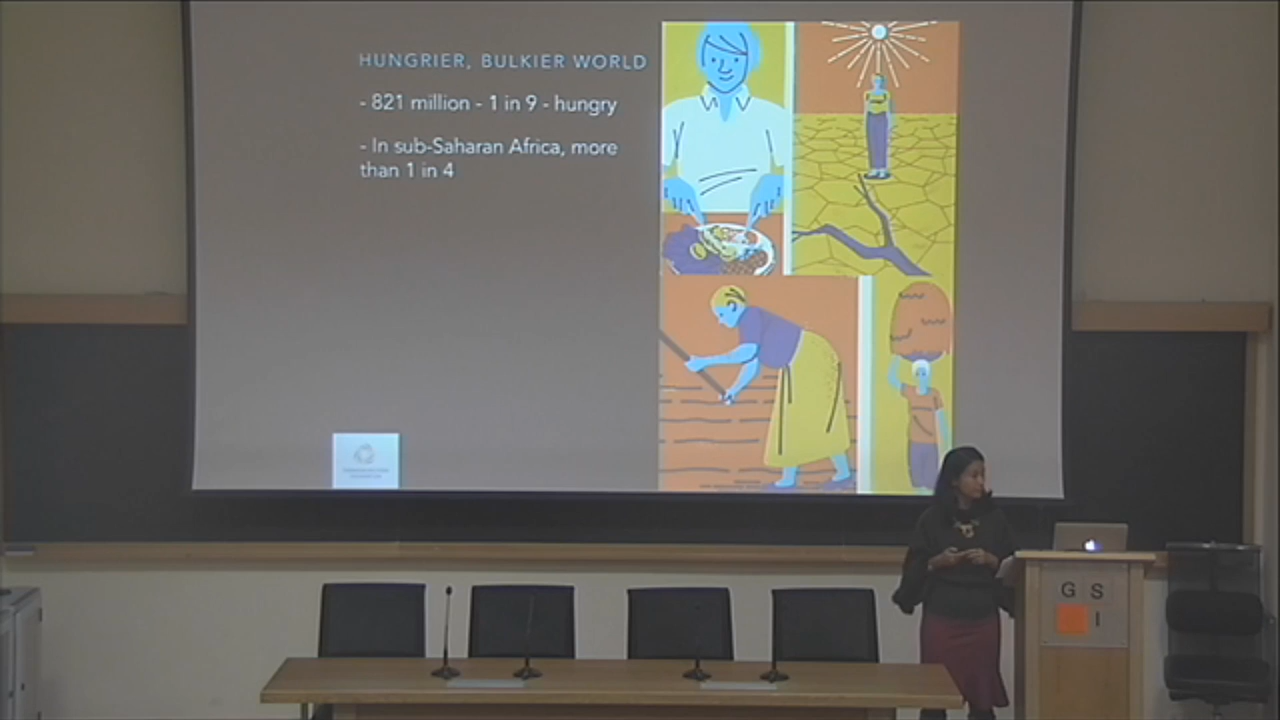 HUNGRIER, BULKIER WORLD
- 821 million - 1 in 9 - hungry
- In sub-Saharan Africa, more
than 1 in 4
G S
I